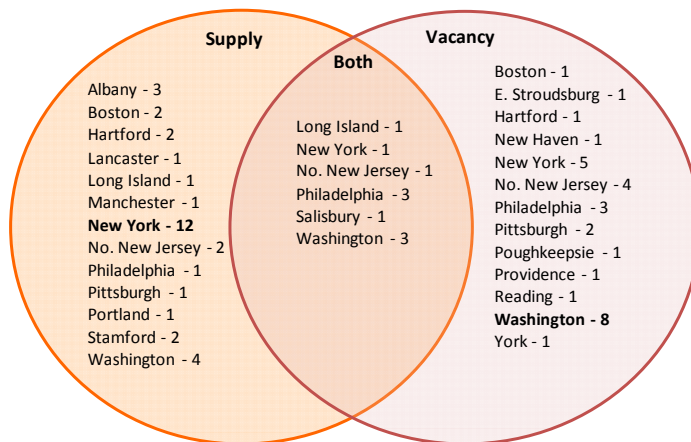 Supply
Vacancy
Both
Albany - 3
Boston - 2
Hartford - 2
Lancaster - 1
Long Island - 1
Manchester - 1
New York - 12
No. New Jersey - 2
Philadelphia - 1
Pittsburgh - 1
Portland - 1
Stamford - 2
Washington - 4
Long Island - 1
New York - 1
No. New Jersey - 1
Philadelphia - 3
Salisbury - 1
Washington - 3
Boston - 1
E. Stroudsburg - 1
Hartford - 1
New Haven - 1
New York - 5
No. New Jersey - 4
Philadelphia - 3
Pittsburgh - 2
Poughkeepsie - 1
Providence - 1
Reading - 1
Washington - 8
York - 1